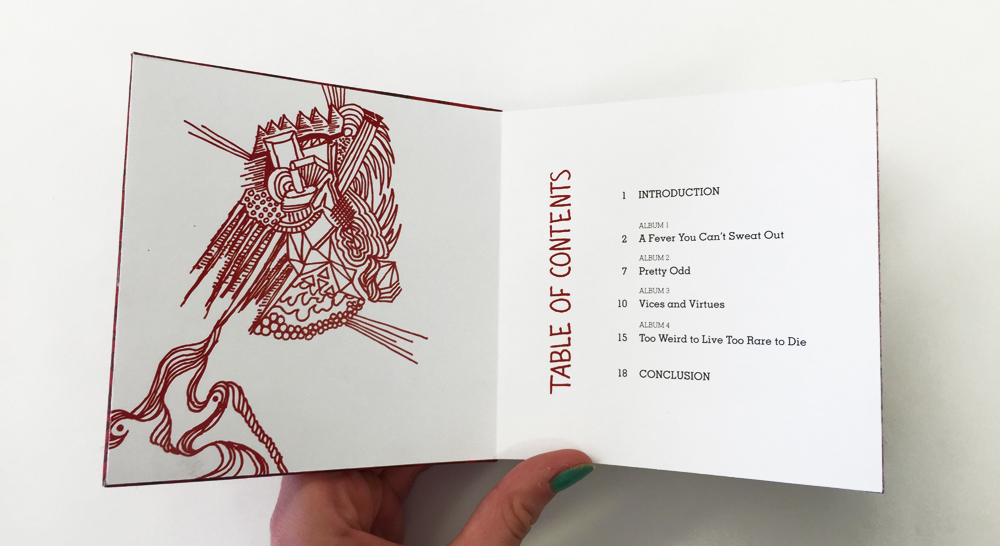 TABLE OF CONTENTS
1 INTRODUCTION
ALBUM 1
2 A Fever You Can't Sweat Out
ALBUM 2
7 Pretty Odd
ALBUM 3
10 Vices and Virtues
ALBUM 4
15 Too Weird to Live Too Rare to Die
18 CONCLUSION